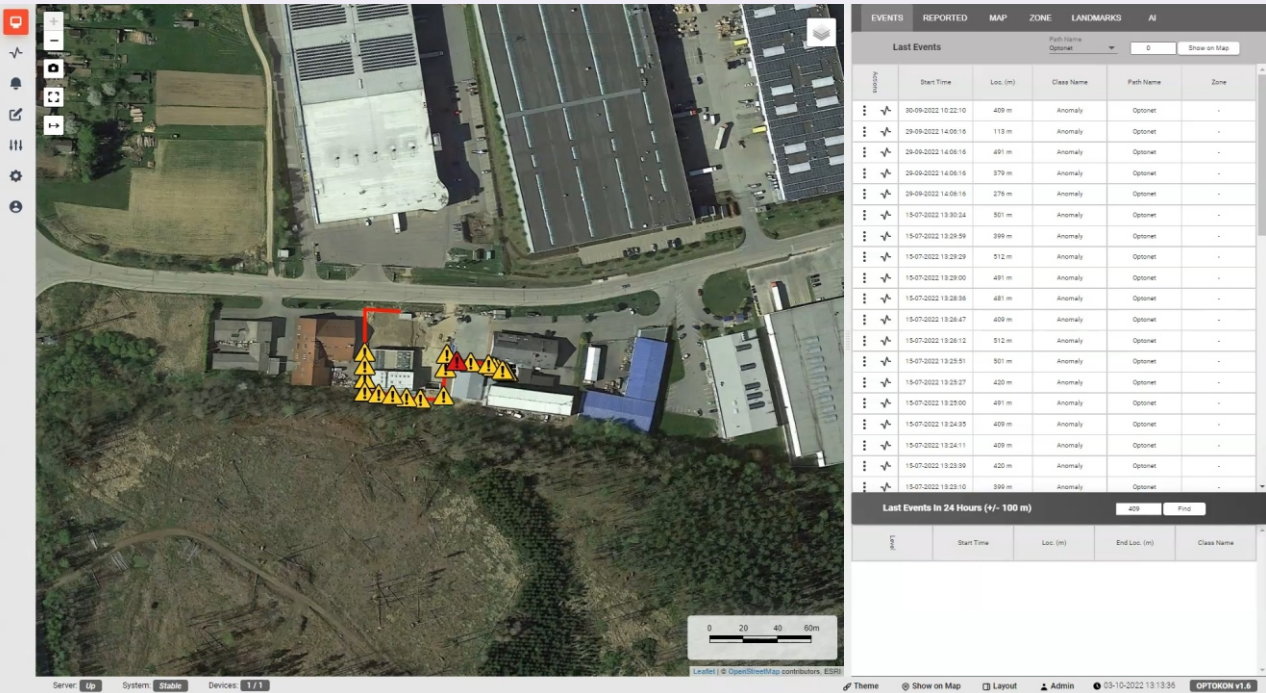 EVENTS REPORTED MAP ZONE LANDMARKS AI
Last Events
Path Name
Optonet
0
Show on Map
Actions Start Time Loc. (m) Class Name Path Name Zone
30-09-2022 10:22:10 409 m Anomaly Optonet -
29-09-2022 14:06:16 113 m Anomaly Optonet -
29-09-2022 14:06:16 491 m Anomaly Optonet -
29-09-2022 14:06:16 379 m Anomaly Optonet -
29-09-2022 14:06:16 276 m Anomaly Optonet -
15-07-2022 13:30:24 501 m Anomaly Optonet -
15-07-2022 13:29:59 399 m Anomaly Optonet -
15-07-2022 13:29:29 512 m Anomaly Optonet -
15-07-2022 13:29:00 491 m Anomaly Optonet -
15-07-2022 13:28:36 481 m Anomaly Optonet -
15-07-2022 13:26:47 409 m Anomaly Optonet -
15-07-2022 13:26:12 512 m Anomaly Optonet -
15-07-2022 13:25:51 501 m Anomaly Optonet -
15-07-2022 13:25:27 420 m Anomaly Optonet -
15-07-2022 13:25:00 491 m Anomaly Optonet -
15-07-2022 13:24:35 409 m Anomaly Optonet -
15-07-2022 13:24:11 409 m Anomaly Optonet -
15-07-2022 13:23:39 420 m Anomaly Optonet -
15-07-2022 13:23:10 399 m Anomaly Optonet -
Last Events In 24 Hours (+/- 100 m)
409
Find
Level Start Time Loc. (m) End Loc. (m) Class Name
0 20 40 60m
Leaflet | © OpenStreetMap contributors, ESRI
Server: Up System: Stable Devices: 1 / 1
Theme Show on Map Layout Admin 03-10-2022 13:13:36 OPTOKON v1.6